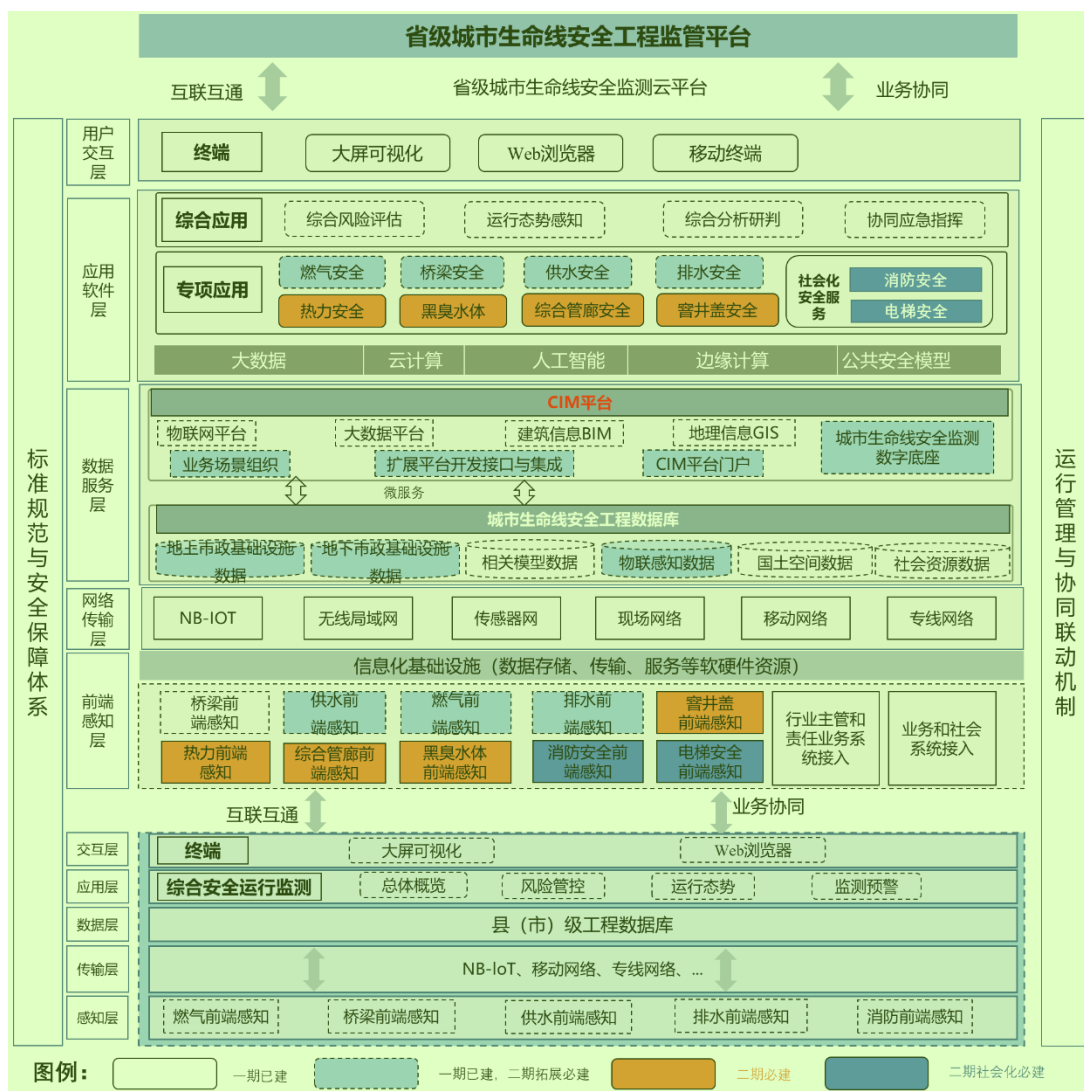 省级城市生命线安全工程监管平台
互联互通
省级城市生命线安全监测云平台
业务协同
标准规范与安全保障体系
运行管理与协同联动机制
用户
交互
层
终端
大屏可视化
Web浏览器
移动终端
应用
软件
层
综合应用
综合风险评估
运行态势感知
综合分析研判
协同应急指挥
专项应用
燃气安全
桥梁安全
供水安全
排水安全
热力安全
黑臭水体
综合管廊安全
窨井盖安全
社会化
安全服
务
消防安全
电梯安全
大数据
云计算
人工智能
边缘计算
公共安全模型
数据
服务
层
CIM平台
物联网平台
大数据平台
建筑信息BIM
地理信息GIS
城市生命线安全监测
数字底座
业务场景组织
扩展平台开发接口与集成
CIM平台门户
微服务
城市生命线安全工程数据库
地上市政基础设施
数据
地下市政基础设施
数据
相关模型数据
物联感知数据
国土空间数据
社会资源数据
网络
传输
层
NB-IOT
无线局域网
传感器网
现场网络
移动网络
专线网络
信息化基础设施（数据存储、传输、服务等软硬件资源）
前端
感知
层
桥梁前
端感知
供水前
端感知
燃气前
端感知
排水前
端感知
窨井盖
前端感知
热力前端
感知
综合管廊前
端感知
黑臭水体
前端感知
消防安全前
端感知
电梯安全
前端感知
行业主管和
责任业务系
统接入
业务和社会
系统接入
互联互通
业务协同
交互层
终端
大屏可视化
Web浏览器
应用层
综合安全运行监测
总体概览
风险管控
运行态势
监测预警
数据层
县（市）级工程数据库
传输层
NB-IoT、移动网络、专线网络、...
感知层
燃气前端感知
桥梁前端感知
供水前端感知
排水前端感知
消防前端感知
图例：
一期已建
一期已建，二期拓展必建
二期必建
二期社会化必建